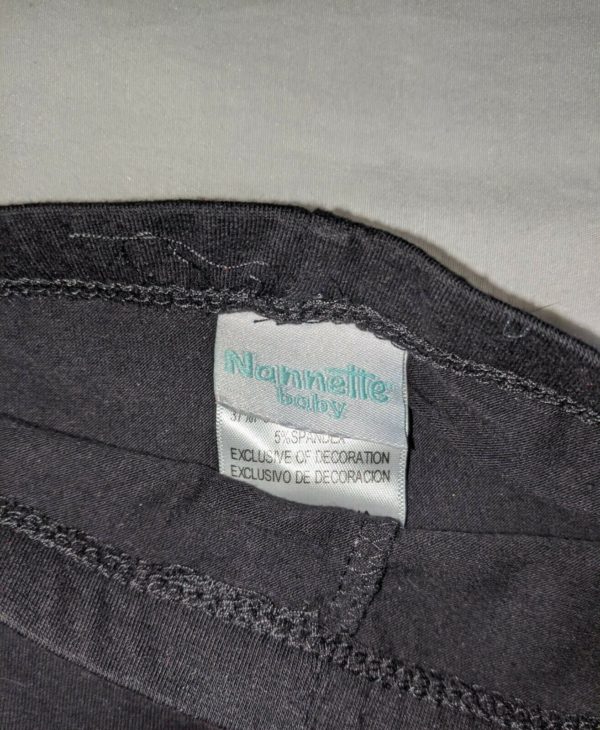 Nannette
baby
5% SPANDEX
EXCLUSIVE OF DECORATION
EXCLUSIVO DE DECORACION